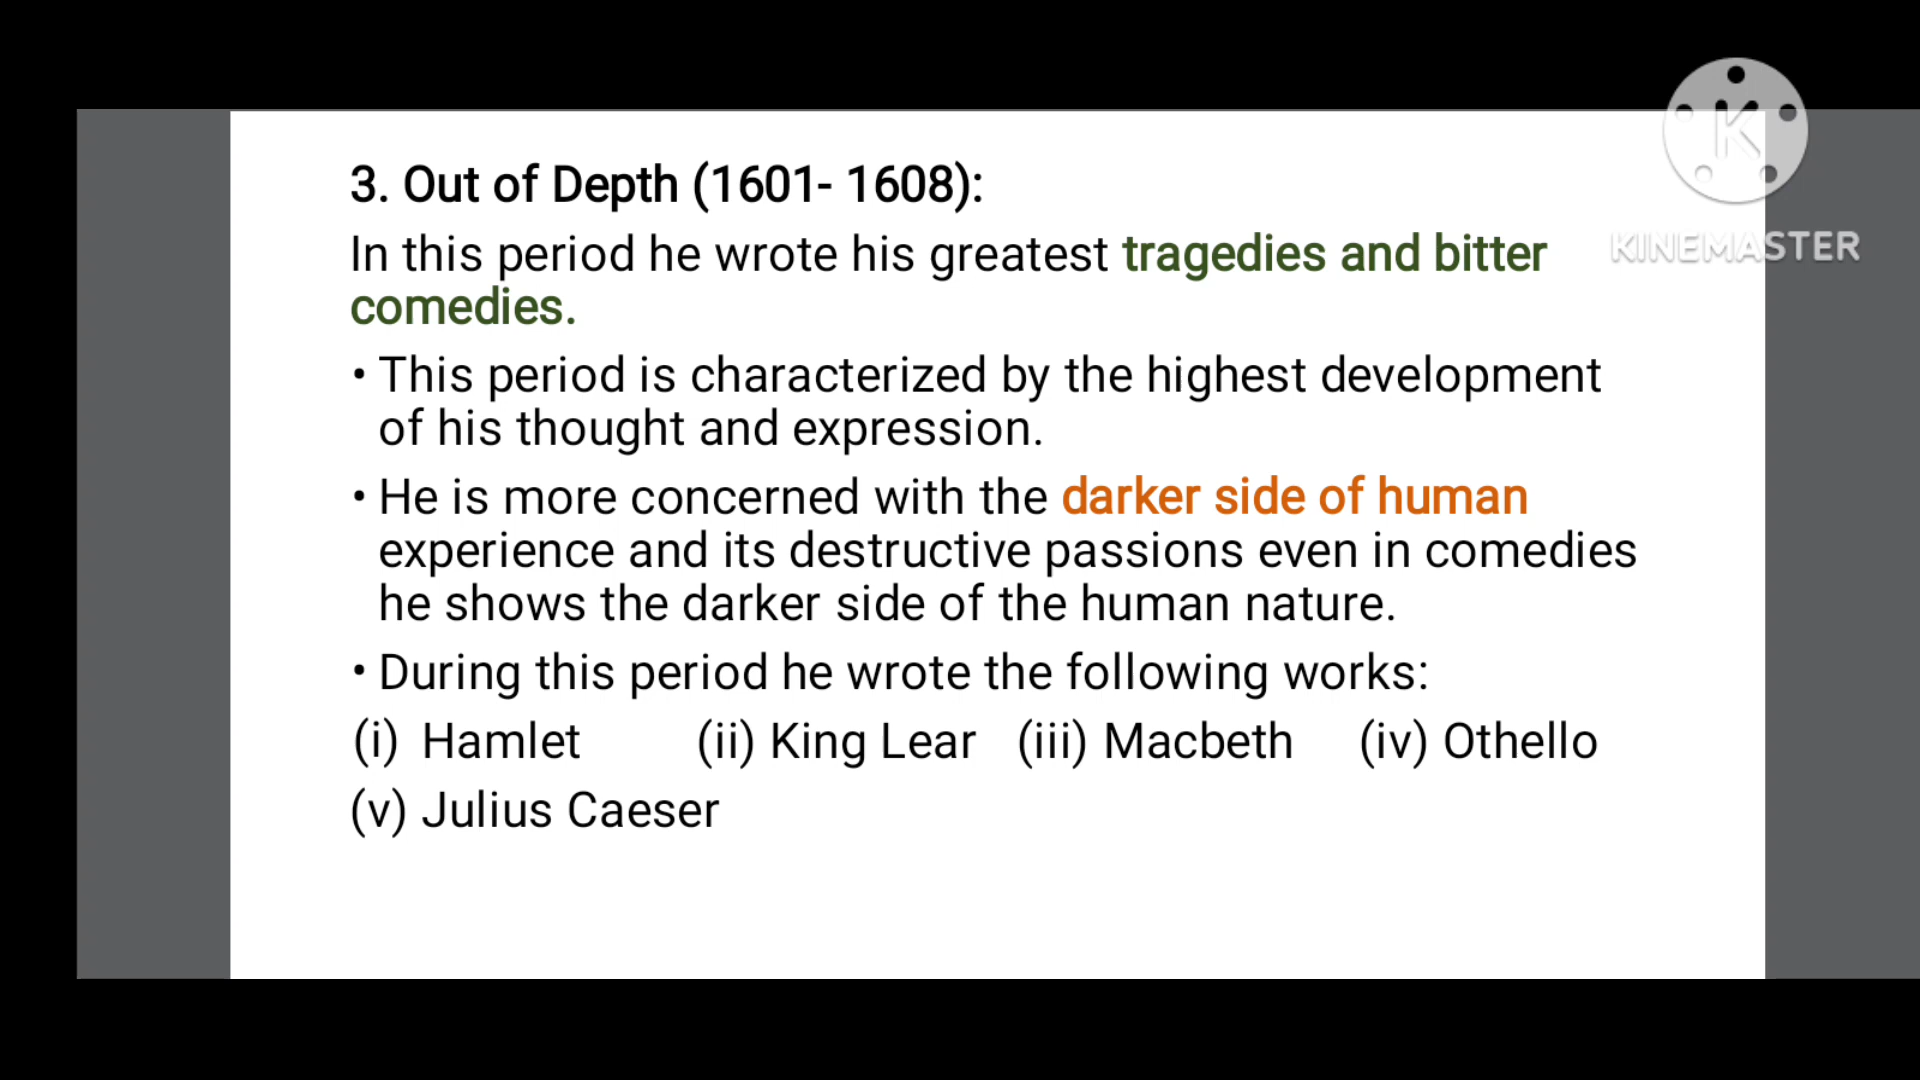 K
KINEMASTER
3. Out of Depth (1601- 1608):
In this period he wrote his greatest tragedies and bitter
comedies.
• This period is characterized by the highest development
of his thought and expression.
• He is more concerned with the darker side of human
experience and its destructive passions even in comedies
he shows the darker side of the human nature.
• During this period he wrote the following works:
(i) Hamlet (ii) King Lear (iii) Macbeth (iv) Othello
(v) Julius Caeser